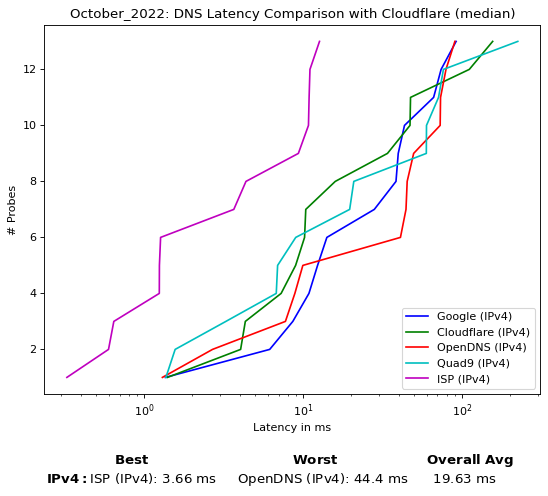 October_2022: DNS Latency Comparison with Cloudflare (median)
12
10
8
6
4
2
# Probes
Google (IPv4)
Cloudflare (IPv4)
OpenDNS (IPv4)
Quad9 (IPv4)
ISP (IPv4)
10⁰ 10¹ 10²
Latency in ms
Best Worst Overall Avg
IPv4: ISP (IPv4): 3.66 ms OpenDNS (IPv4): 44.4 ms 19.63 ms